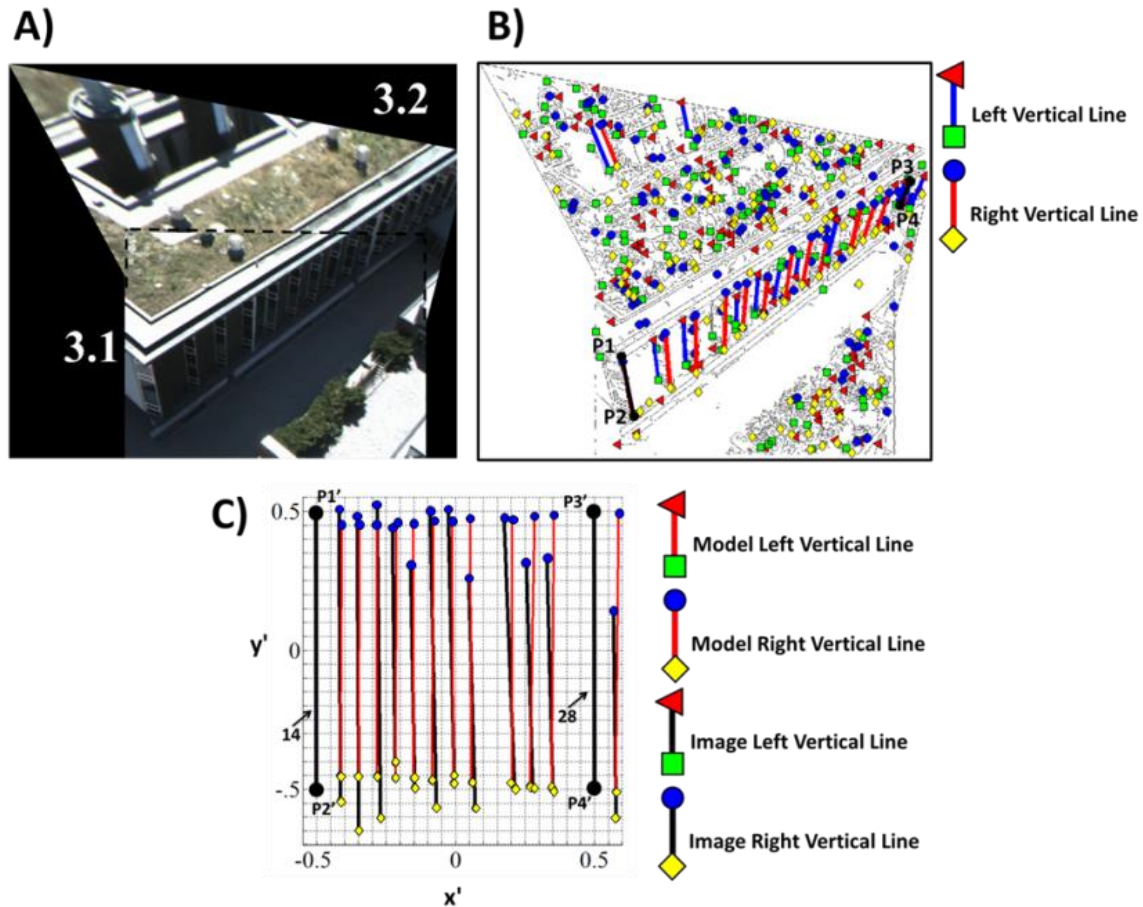 A)
B)
3.2
3.1
Left Vertical Line
Right Vertical Line
P3
P4
P1
P2
C)
P1'
P3'
0.5
y'
0
14
28
-.5
P2'
P4'
-0.5
0
0.5
x'
Model Left Vertical Line
Model Right Vertical Line
Image Left Vertical Line
Image Right Vertical Line